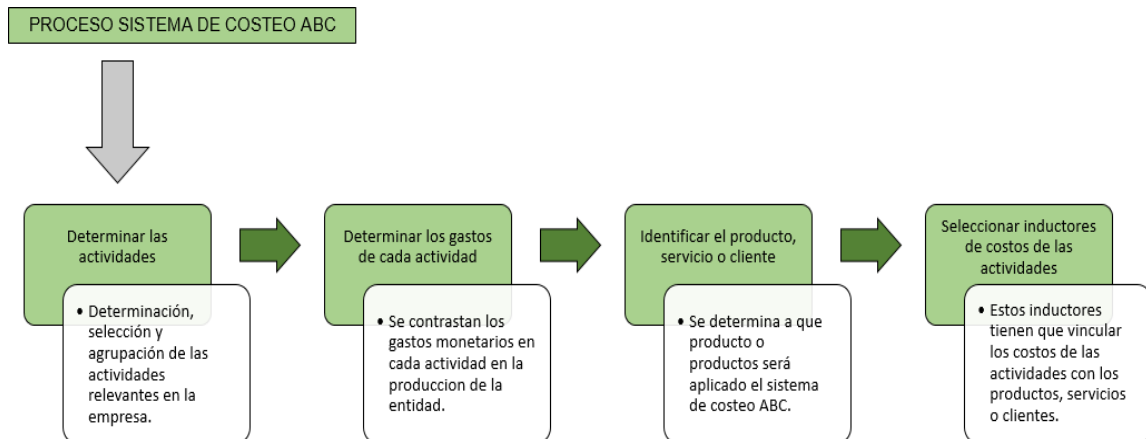 PROCESO SISTEMA DE COSTEO ABC
Determinar las
actividades
• Determinación,
selección y
agrupación de las
actividades
relevantes en la
empresa.
Determinar los gastos
de cada actividad
• Se contrastan los
gastos monetarios en
cada actividad en la
produccion de la
entidad.
Identificar el producto,
servicio o cliente
• Se determina a que
producto o
productos será
aplicado el sistema
de costeo ABC.
Seleccionar inductores
de costos de las
actividades
• Estos inductores
tienen que vincular
los costos de las
actividades con los
productos, servicios
o clientes.